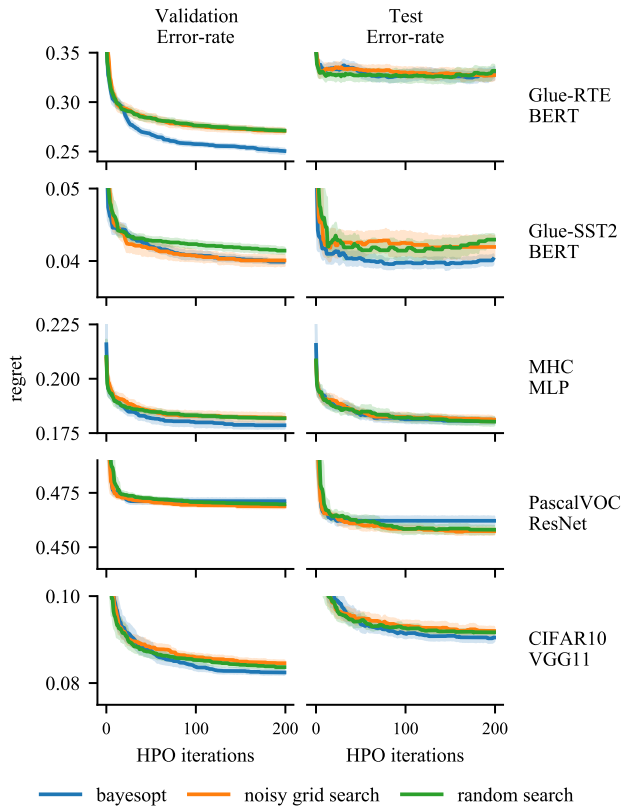 Validation
Error-rate
Test
Error-rate
0.35
0.30
0.25
Glue-RTE
BERT
0.05
0.04
Glue-SST2
BERT
regret
0.225
0.200
0.175
MHC
MLP
0.475
0.450
PascalVOC
ResNet
0.10
0.08
CIFAR10
VGG11
0 100 200 0 100 200
HPO iterations HPO iterations
bayesopt noisy grid search random search